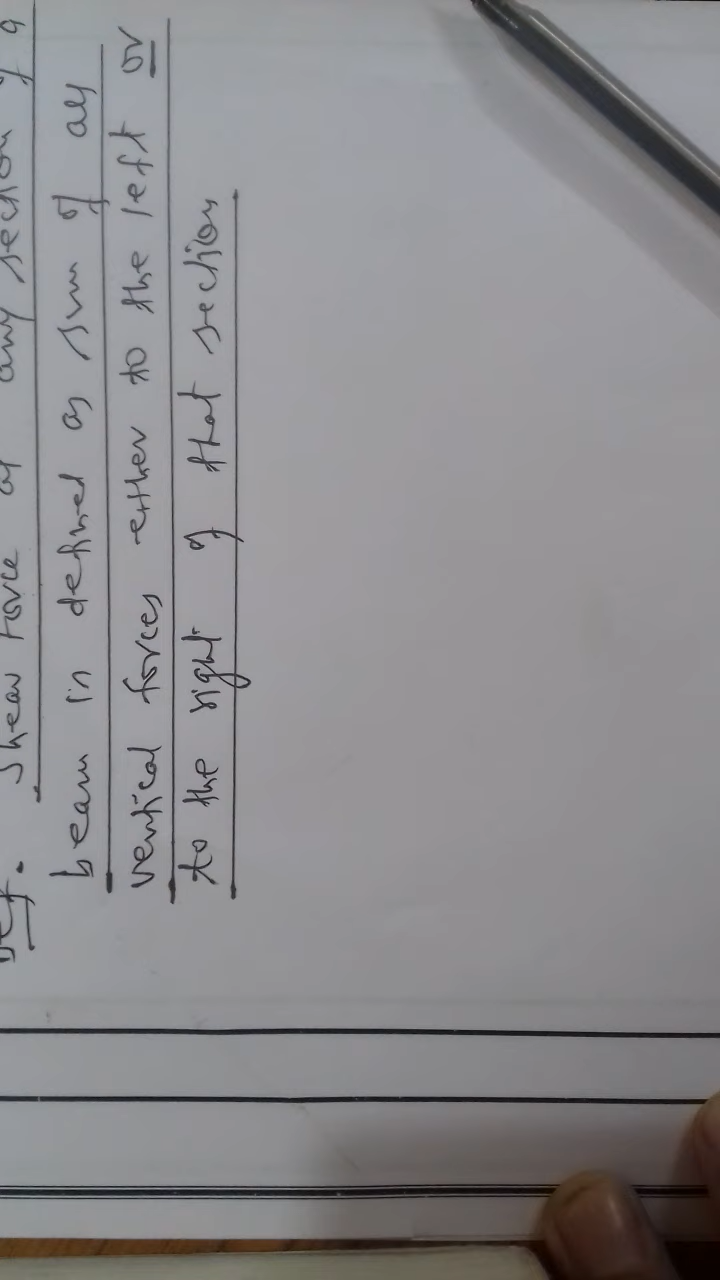 Def. Shear Force at any section of a
beam in defined as sum of all
vertical forces either to the left or
to the right of that section